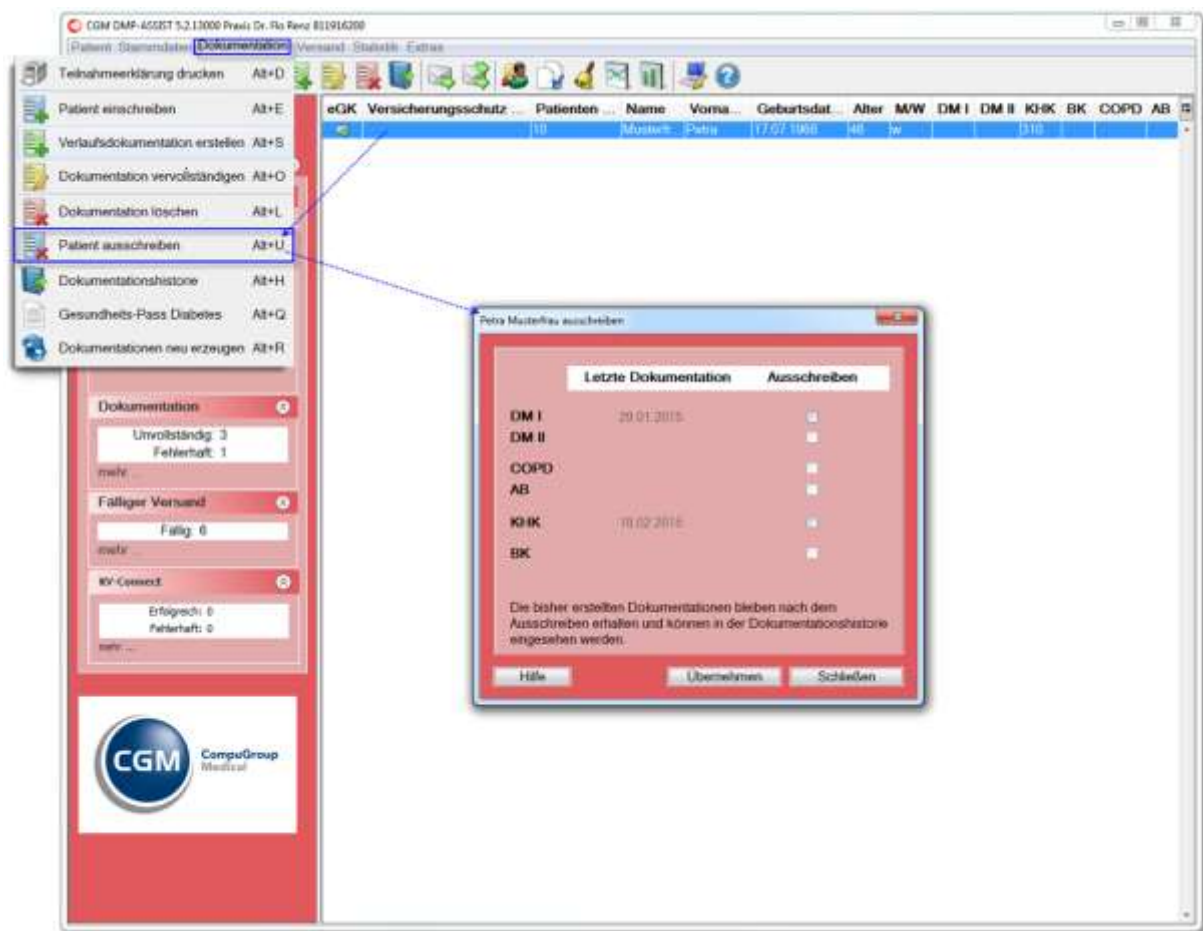 CGM DMP-ASSIST 5.2.13000 Praxis Dr. Flo Renz 811916200
Patient Stammdaten Dokumentation Versand Statistik Extras
Teilnahmeerklärung drucken Alt+D
Patient einschreiben Alt+E
Verlaufsdokumentation erstellen Alt+S
Dokumentation vervollständigen Alt+O
Dokumentation löschen Alt+L
Patient ausschreiben Alt+U
Dokumentationshistorie Alt+H
Gesundheits-Pass Diabetes Alt+Q
Dokumentationen neu erzeugen Alt+R
eGK Versicherungsschutz ... Patienten ... Name Vorna... Geburtsdat... Alter M/W DM I DM II KHK BK COPD AB
10 Musterfr Petra 17.07.1968 46 w 310
Dokumentation
Unvollständig: 3
Fehlerhaft: 1
mehr ...
Fälliger Versand
Fällig: 6
mehr ...
KV-Connect
Erfolgreich: 0
Fehlerhaft: 0
mehr ...
CGM CompuGroup
Medical
Petra Musterfrau ausschreiben
Letzte Dokumentation Ausschreiben
DM I 29.01.2015
DM II
COPD
AB
KHK 18.02.2015
BK
Die bisher erstellten Dokumentationen bleiben nach dem
Ausschreiben erhalten und können in der Dokumentationshistorie
eingesehen werden.
Hilfe Übernehmen Schließen